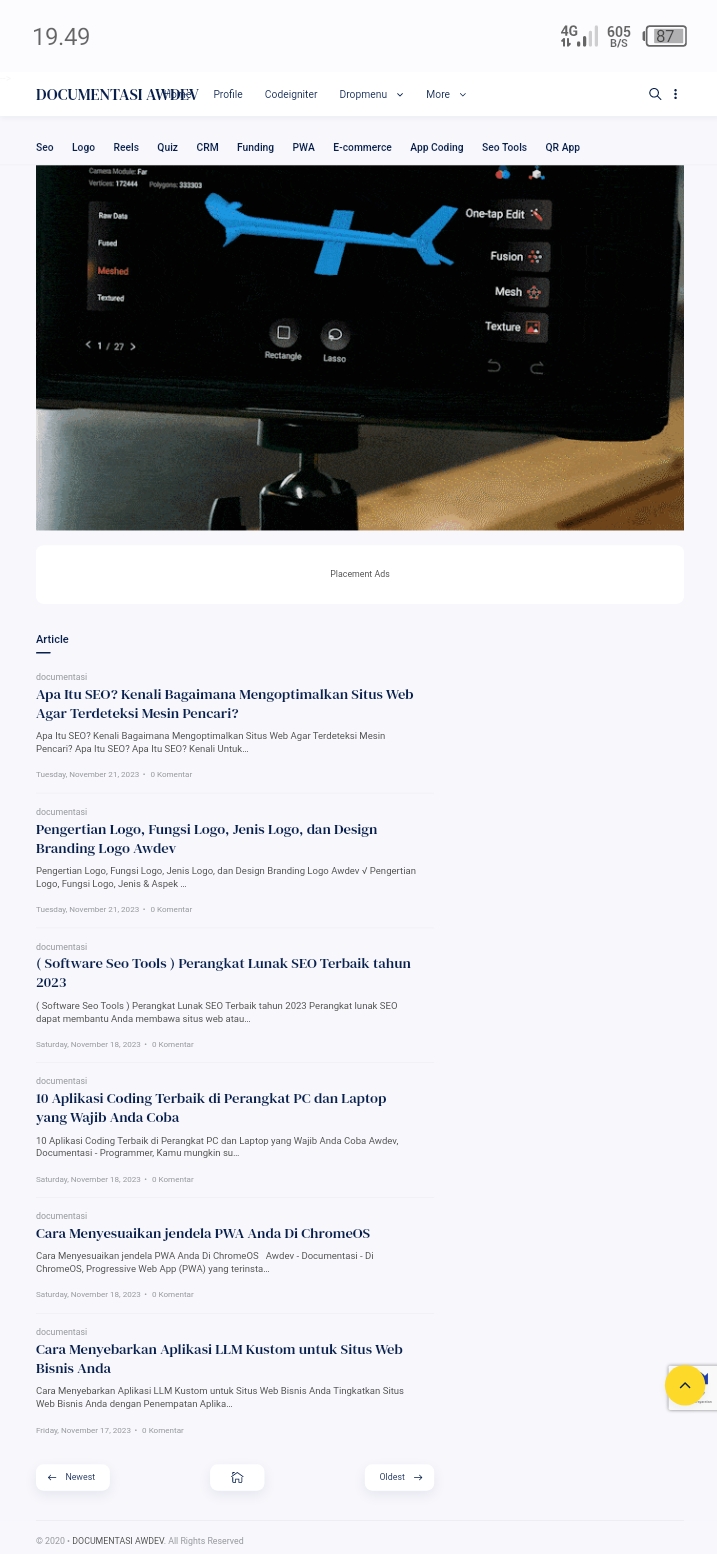 19.49
4G
605
B/S
87
DOCUMENTASI AWDEV
Home
Profile
Codeigniter
Dropmenu
More
Seo
Logo
Reels
Quiz
CRM
Funding
PWA
E-commerce
App Coding
Seo Tools
QR App
Camera Module: Far
Vertices: 172444 Polygons: 333303
Raw Data
Fused
Meshed
Textured
1 / 27
Rectangle
Lasso
One-tap Edit
Fusion
Mesh
Texture
Placement Ads
Article
documentasi
Apa Itu SEO? Kenali Bagaimana Mengoptimalkan Situs Web
Agar Terdeteksi Mesin Pencari?
Apa Itu SEO? Kenali Bagaimana Mengoptimalkan Situs Web Agar Terdeteksi Mesin
Pencari? Apa Itu SEO? Apa Itu SEO? Kenali Untuk...
Tuesday, November 21, 2023 • 0 Komentar
documentasi
Pengertian Logo, Fungsi Logo, Jenis Logo, dan Design
Branding Logo Awdev
Pengertian Logo, Fungsi Logo, Jenis Logo, dan Design Branding Logo Awdev √ Pengertian
Logo, Fungsi Logo, Jenis & Aspek ...
Tuesday, November 21, 2023 • 0 Komentar
documentasi
( Software Seo Tools ) Perangkat Lunak SEO Terbaik tahun
2023
( Software Seo Tools ) Perangkat Lunak SEO Terbaik tahun 2023 Perangkat lunak SEO
dapat membantu Anda membawa situs web atau...
Saturday, November 18, 2023 • 0 Komentar
documentasi
10 Aplikasi Coding Terbaik di Perangkat PC dan Laptop
yang Wajib Anda Coba
10 Aplikasi Coding Terbaik di Perangkat PC dan Laptop yang Wajib Anda Coba Awdev,
Documentasi - Programmer, Kamu mungkin su...
Saturday, November 18, 2023 • 0 Komentar
documentasi
Cara Menyesuaikan jendela PWA Anda Di ChromeOS
Cara Menyesuaikan jendela PWA Anda Di ChromeOS Awdev - Documentasi - Di
ChromeOS, Progressive Web App (PWA) yang terinsta...
Saturday, November 18, 2023 • 0 Komentar
documentasi
Cara Menyebarkan Aplikasi LLM Kustom untuk Situs Web
Bisnis Anda
Cara Menyebarkan Aplikasi LLM Kustom untuk Situs Web Bisnis Anda Tingkatkan Situs
Web Bisnis Anda dengan Penempatan Aplika...
Friday, November 17, 2023 • 0 Komentar
Newest
Oldest
© 2020 • DOCUMENTASI AWDEV. All Rights Reserved